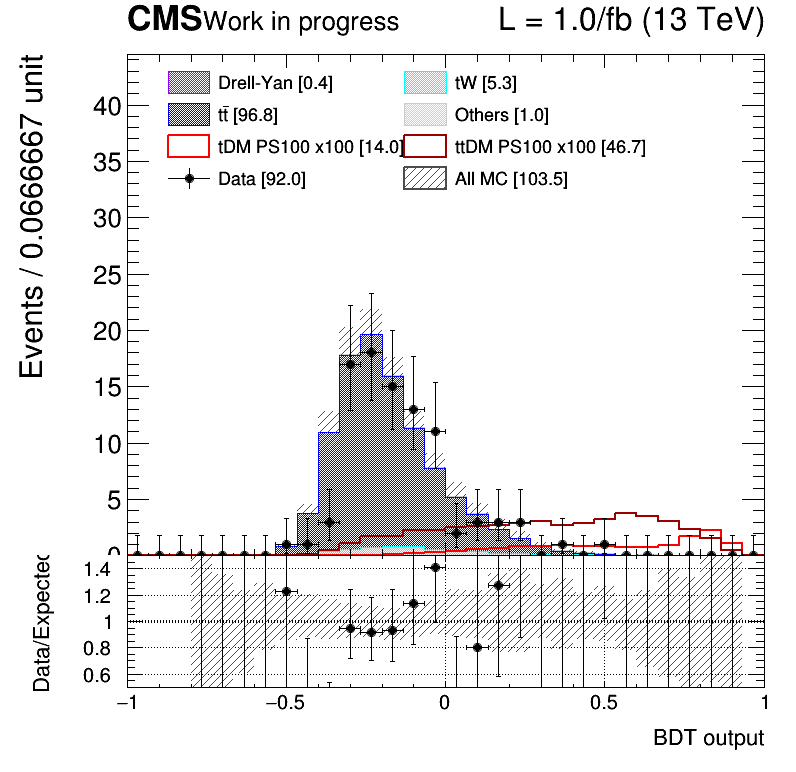 CMS Work in progress L = 1.0/fb (13 TeV)
Events / 0.0666667 unit
Drell-Yan [0.4] tW [5.3]
tt̄ [96.8] Others [1.0]
tDM PS100 x100 [14.0] ttDM PS100 x100 [46.7]
Data [92.0] All MC [103.5]
40
35
30
25
20
15
10
5
0
Data/Expected
1.4
1.2
1
0.8
0.6
−1 −0.5 0 0.5 1
BDT output